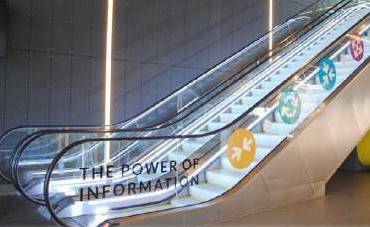 THE POWER OF
INFORMATION